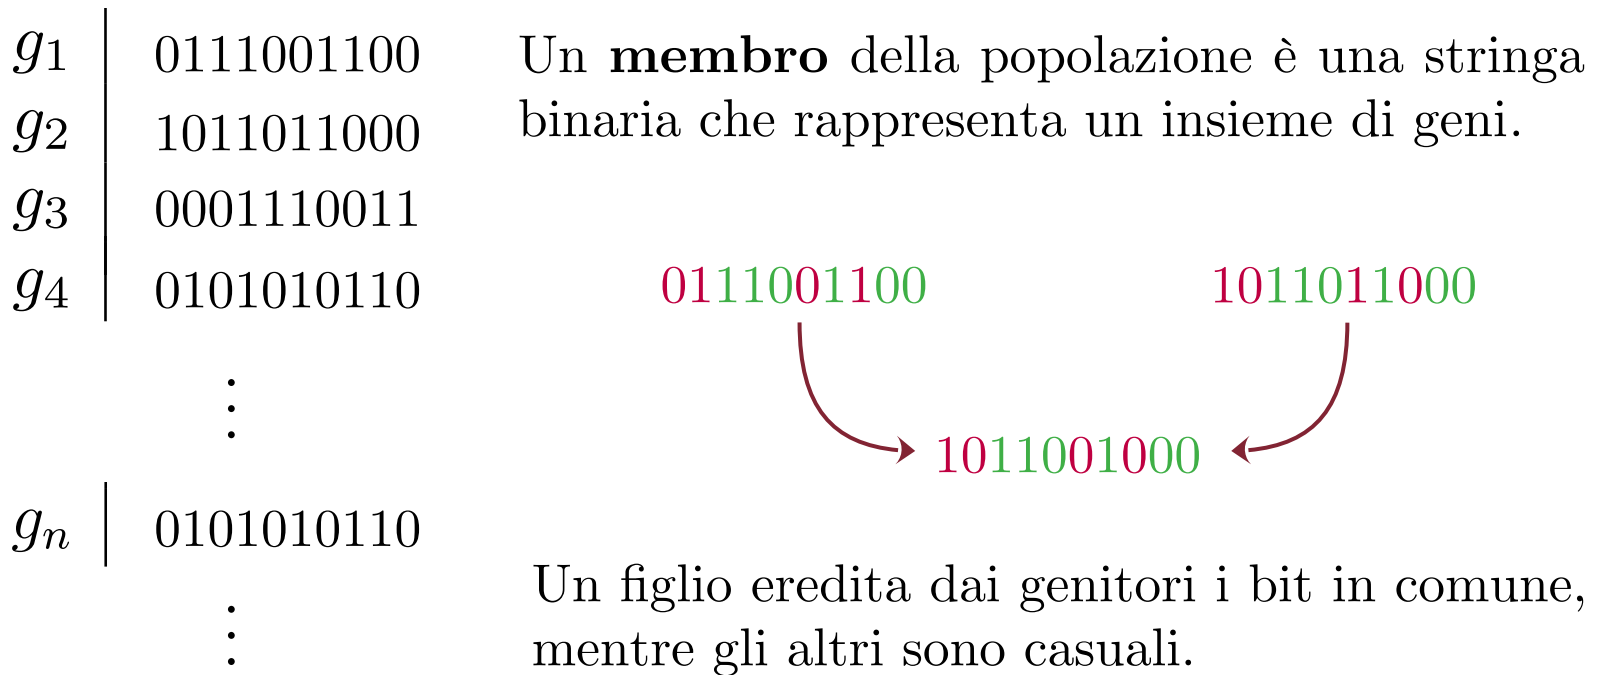 g1 0111001100
g2 1011011000
g3 0001110011
g4 0101010110
⋮
gn 0101010110
⋮
Un membro della popolazione è una stringa
binaria che rappresenta un insieme di geni.
0111001100 1011011000
1011001000
Un figlio eredita dai genitori i bit in comune,
mentre gli altri sono casuali.